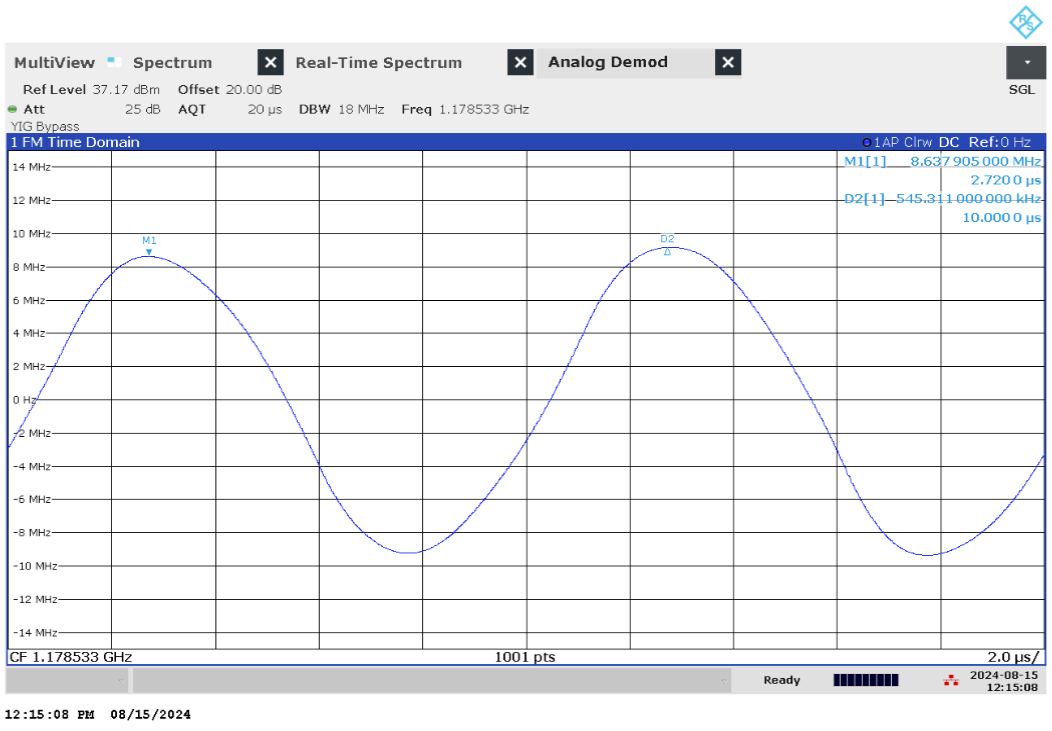 R&S
MultiView Spectrum Real-Time Spectrum Analog Demod
Ref Level 37.17 dBm Offset 20.00 dB SGL
Att 25 dB AQT 20 µs DBW 18 MHz Freq 1.178533 GHz
YIG Bypass
1 FM Time Domain 1AP Clrw DC Ref:0 Hz
M1[1] 8.637 905 000 MHz
2.720 0 µs
D2[1] 545.311 000 000 kHz
10.000 0 µs
14 MHz
12 MHz
10 MHz
M1
D2
8 MHz
6 MHz
4 MHz
2 MHz
0 Hz
-2 MHz
-4 MHz
-6 MHz
-8 MHz
-10 MHz
-12 MHz
-14 MHz
CF 1.178533 GHz 1001 pts 2.0 µs/
Ready 2024-08-15
12:15:08
12:15:08 PM 08/15/2024